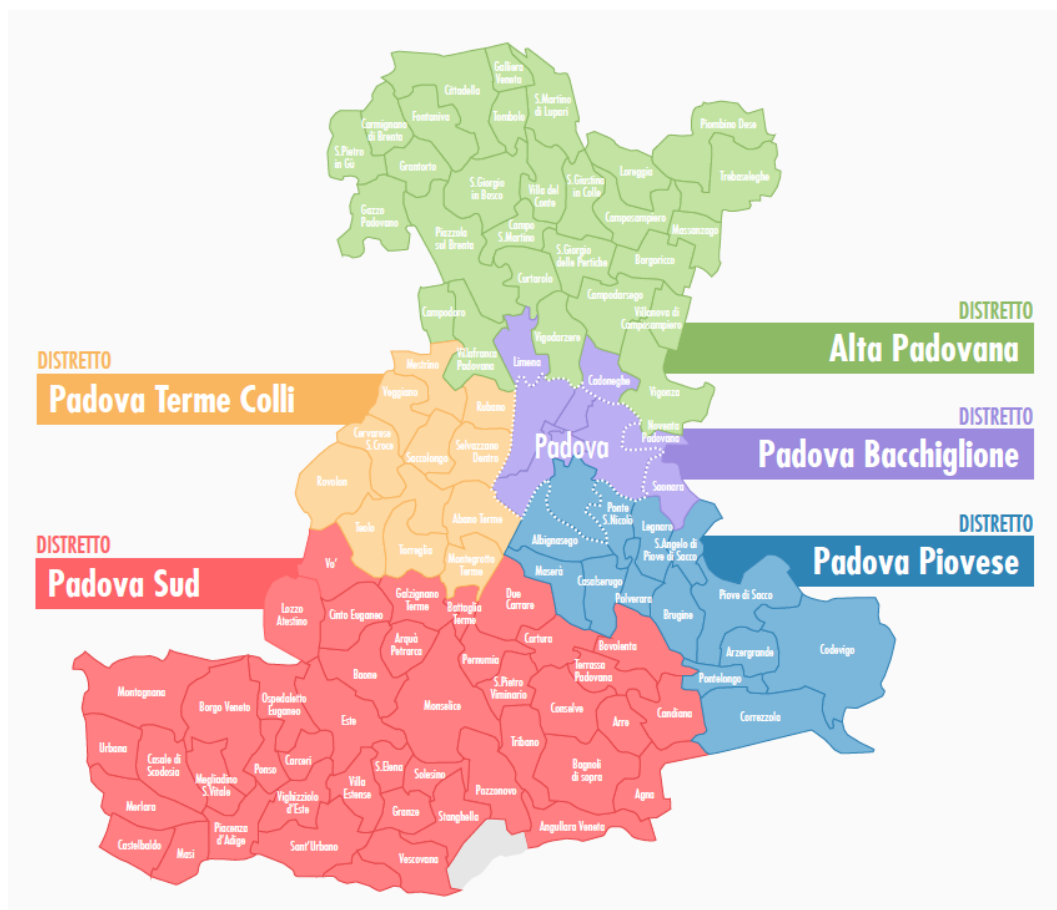 Galliera
Veneta
Cittadella
S.Martino
di Lupari
Fontaniva
Tombolo
Carmignano
di Brenta
Piombino Dese
S.Pietro
in Gù
Grantorto
Loreggia
Trebaseleghe
S.Giorgio
in Bosco
Villa del
Conte
S.Giustina
in Colle
Gazzo
Padovano
Camposampiero
Massanzago
Piazzola
sul Brenta
Campo
S.Martino
S.Giorgio
delle Pertiche
Borgoricco
Curtarolo
Campodarsego
Campodoro
Villanova di
Camposampiero
DISTRETTO
Alta Padovana
Vigodarzere
Villafranca
Padovana
Limena
Mestrino
DISTRETTO
Padova Terme Colli
Cadoneghe
Veggiano
Rubano
Vigonza
Noventa
Padovana
DISTRETTO
Padova Bacchiglione
Cervarese
S.Croce
Selvazzano
Dentro
Saccolongo
Padova
Rovolon
Saonara
Teolo
Abano Terme
Ponte
S.Nicolò
Legnaro
DISTRETTO
Padova Piovese
Albignasego
S.Angelo di
Piove di Sacco
Torreglia
Montegrotto
Terme
DISTRETTO
Padova Sud
Vo'
Maserà
Casalserugo
Polverara
Piove di Sacco
Galzignano
Terme
Battaglia
Terme
Due
Carrare
Lozzo
Atestino
Cinto Euganeo
Brugine
Arquà
Petrarca
Cartura
Bovolenta
Arzergrande
Codevigo
Baone
Pernumia
Terrassa
Padovana
Pontelongo
S.Pietro
Viminario
Montagnana
Borgo Veneto
Ospedaletto
Euganeo
Este
Monselice
Conselve
Arre
Candiana
Correzzola
Urbana
Casale di
Scodosia
Tribano
Megliadino
S.Vitale
Ponso
Carceri
S.Elena
Solesino
Bagnoli
di sopra
Villa
Estense
Pozzonovo
Agna
Merlara
Vighizziolo
d'Este
Granze
Stanghella
Piacenza
d'Adige
Anguillara Veneta
Castelbaldo
Masi
Sant'Urbano
Vescovana